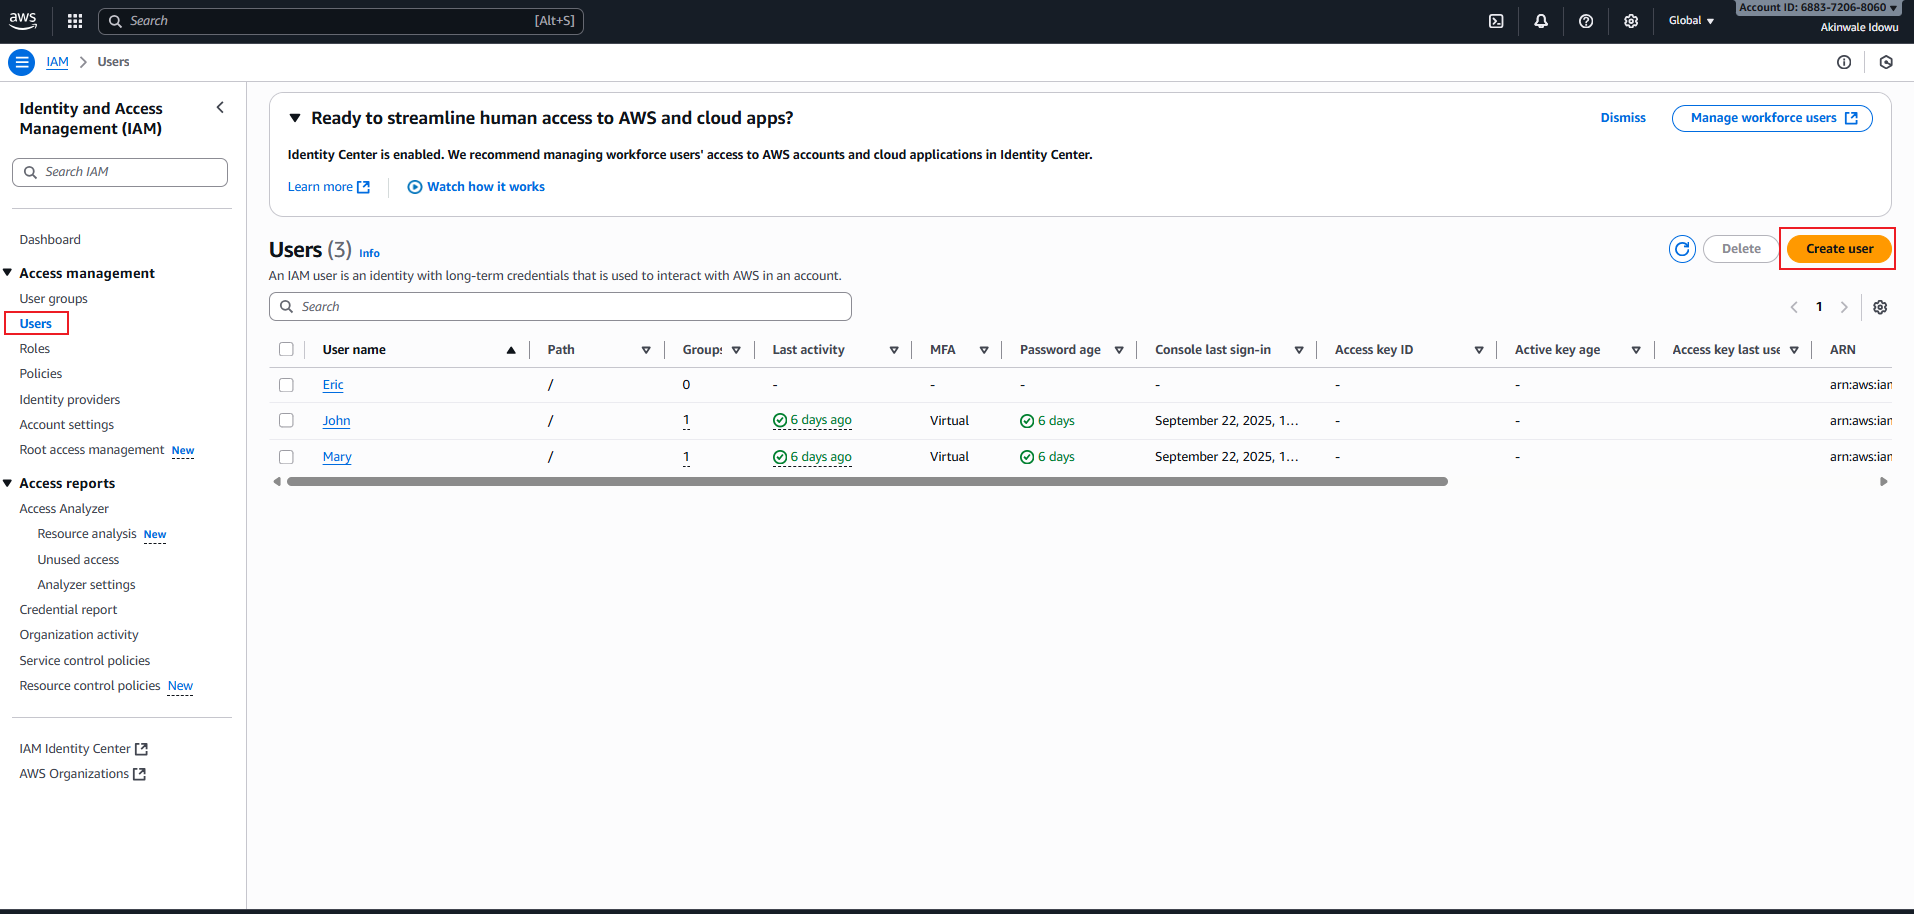 aws
Search
[Alt+S]
Global
Account ID: 6883-7206-8060
Akinwale Idowu
IAM
Users
Identity and Access
Management (IAM)
Search IAM
Dashboard
Access management
User groups
Users
Roles
Policies
Identity providers
Account settings
Root access management New
Access reports
Access Analyzer
Resource analysis New
Unused access
Analyzer settings
Credential report
Organization activity
Service control policies
Resource control policies New
IAM Identity Center
AWS Organizations
Ready to streamline human access to AWS and cloud apps?
Dismiss
Manage workforce users
Identity Center is enabled. We recommend managing workforce users' access to AWS accounts and cloud applications in Identity Center.
Learn more
Watch how it works
Users (3) Info
Delete
Create user
An IAM user is an identity with long-term credentials that is used to interact with AWS in an account.
Search
1
User name Path Groups Last activity MFA Password age Console last sign-in Access key ID Active key age Access key last use ARN
Eric / 0 - - - - - - arn:aws:iam
John / 1 6 days ago Virtual 6 days September 22, 2025, 1... - - arn:aws:iam
Mary / 1 6 days ago Virtual 6 days September 22, 2025, 1... - - arn:aws:iam